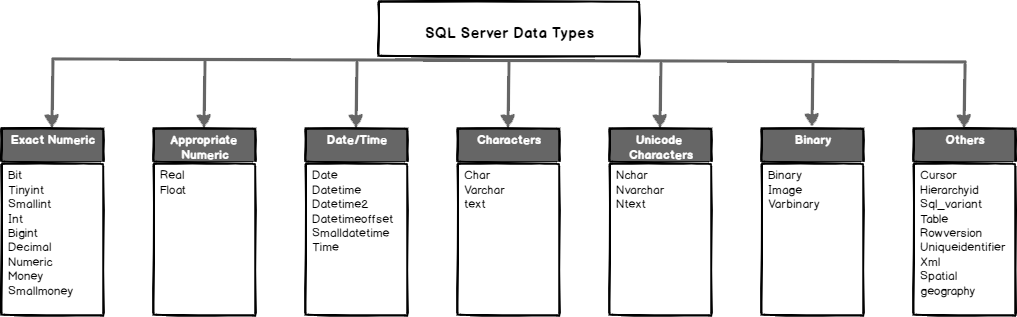 SQL Server Data Types
Exact Numeric
Bit
Tinyint
Smallint
Int
Bigint
Decimal
Numeric
Money
Smallmoney
Appropriate
Numeric
Real
Float
Date/Time
Date
Datetime
Datetime2
Datetimeoffset
Smalldatetime
Time
Characters
Char
Varchar
text
Unicode
Characters
Nchar
Nvarchar
Ntext
Binary
Binary
Image
Varbinary
Others
Cursor
Hierarchyid
Sql_variant
Table
Rowversion
Uniqueidentifier
Xml
Spatial
geography